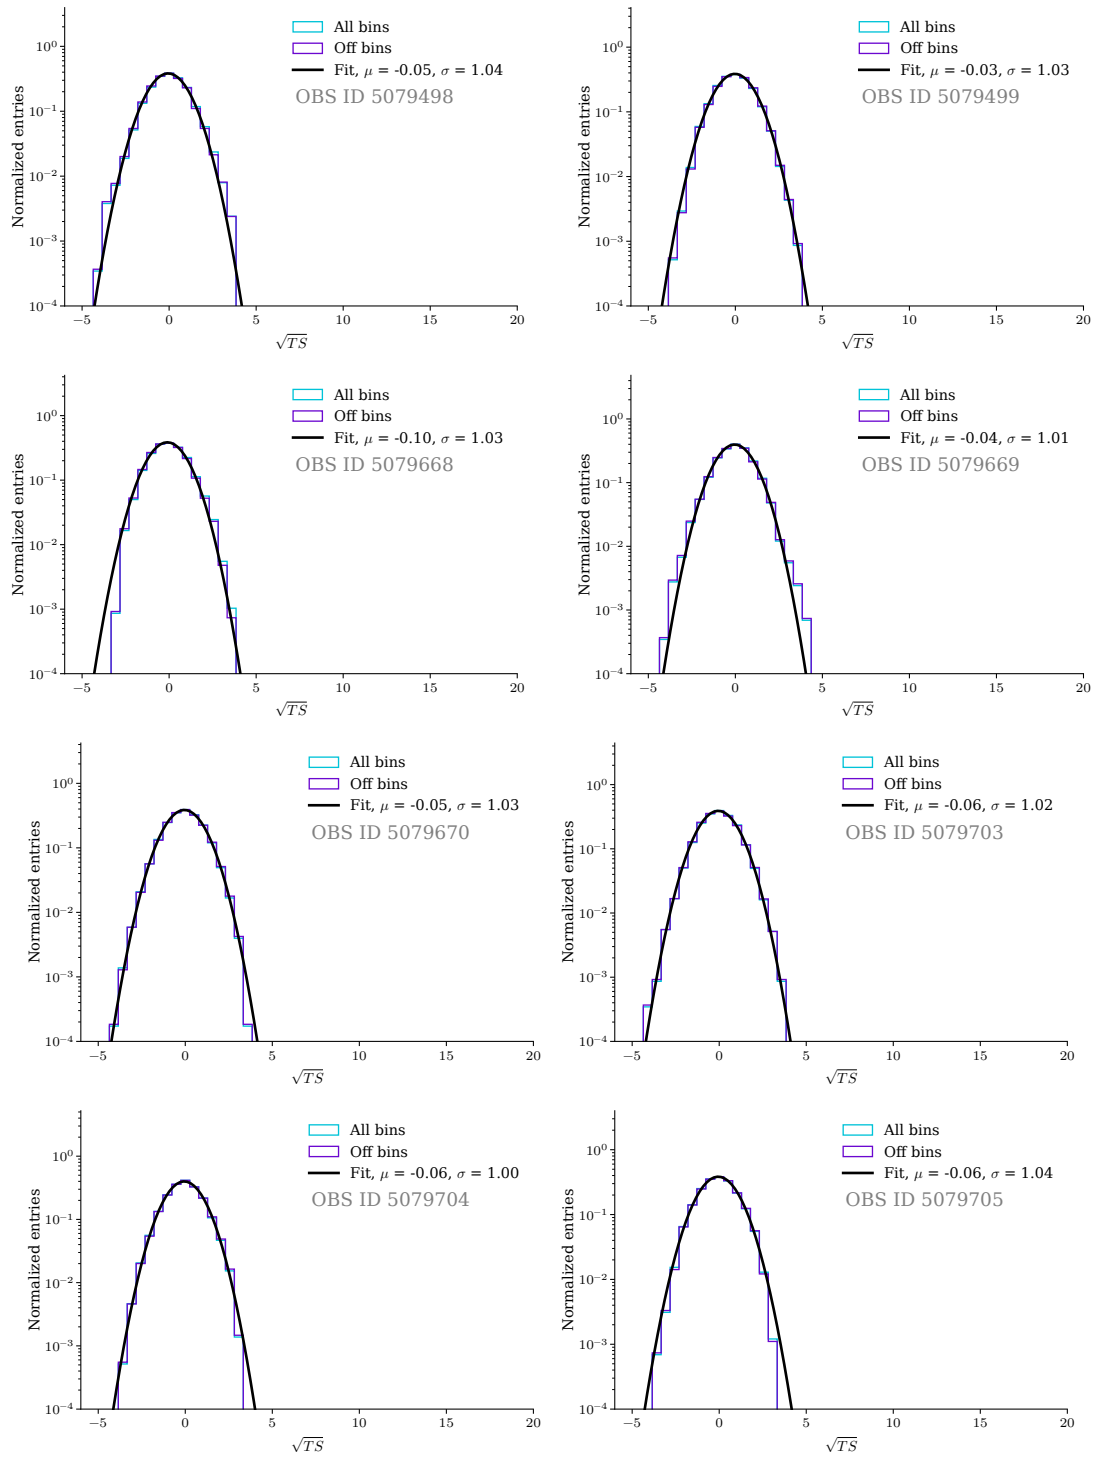 All bins
Off bins
Fit, μ = -0.05, σ = 1.04
OBS ID 5079498
Normalized entries
10⁰
10⁻¹
10⁻²
10⁻³
10⁻⁴
−5 0 5 10 15 20
√TS
All bins
Off bins
Fit, μ = -0.03, σ = 1.03
OBS ID 5079499
Normalized entries
10⁰
10⁻¹
10⁻²
10⁻³
10⁻⁴
−5 0 5 10 15 20
√TS
All bins
Off bins
Fit, μ = -0.10, σ = 1.03
OBS ID 5079668
Normalized entries
10⁰
10⁻¹
10⁻²
10⁻³
10⁻⁴
−5 0 5 10 15 20
√TS
All bins
Off bins
Fit, μ = -0.04, σ = 1.01
OBS ID 5079669
Normalized entries
10⁰
10⁻¹
10⁻²
10⁻³
10⁻⁴
−5 0 5 10 15 20
√TS
All bins
Off bins
Fit, μ = -0.05, σ = 1.03
OBS ID 5079670
Normalized entries
10⁰
10⁻¹
10⁻²
10⁻³
10⁻⁴
−5 0 5 10 15 20
√TS
All bins
Off bins
Fit, μ = -0.06, σ = 1.02
OBS ID 5079703
Normalized entries
10⁰
10⁻¹
10⁻²
10⁻³
10⁻⁴
−5 0 5 10 15 20
√TS
All bins
Off bins
Fit, μ = -0.06, σ = 1.00
OBS ID 5079704
Normalized entries
10⁰
10⁻¹
10⁻²
10⁻³
10⁻⁴
−5 0 5 10 15 20
√TS
All bins
Off bins
Fit, μ = -0.06, σ = 1.04
OBS ID 5079705
Normalized entries
10⁰
10⁻¹
10⁻²
10⁻³
10⁻⁴
−5 0 5 10 15 20
√TS